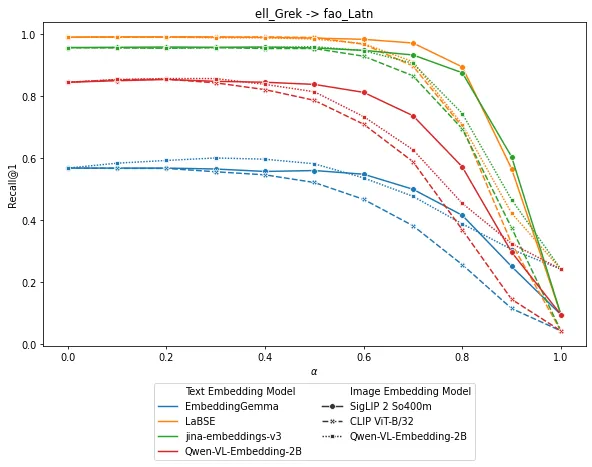 ell_Grek -> fao_Latn
Recall@1
1.0
0.8
0.6
0.4
0.2
0.0
0.0 0.2 0.4 0.6 0.8 1.0
α
Text Embedding Model
EmbeddingGemma
LaBSE
jina-embeddings-v3
Qwen-VL-Embedding-2B
Image Embedding Model
SigLIP 2 So400m
CLIP ViT-B/32
Qwen-VL-Embedding-2B